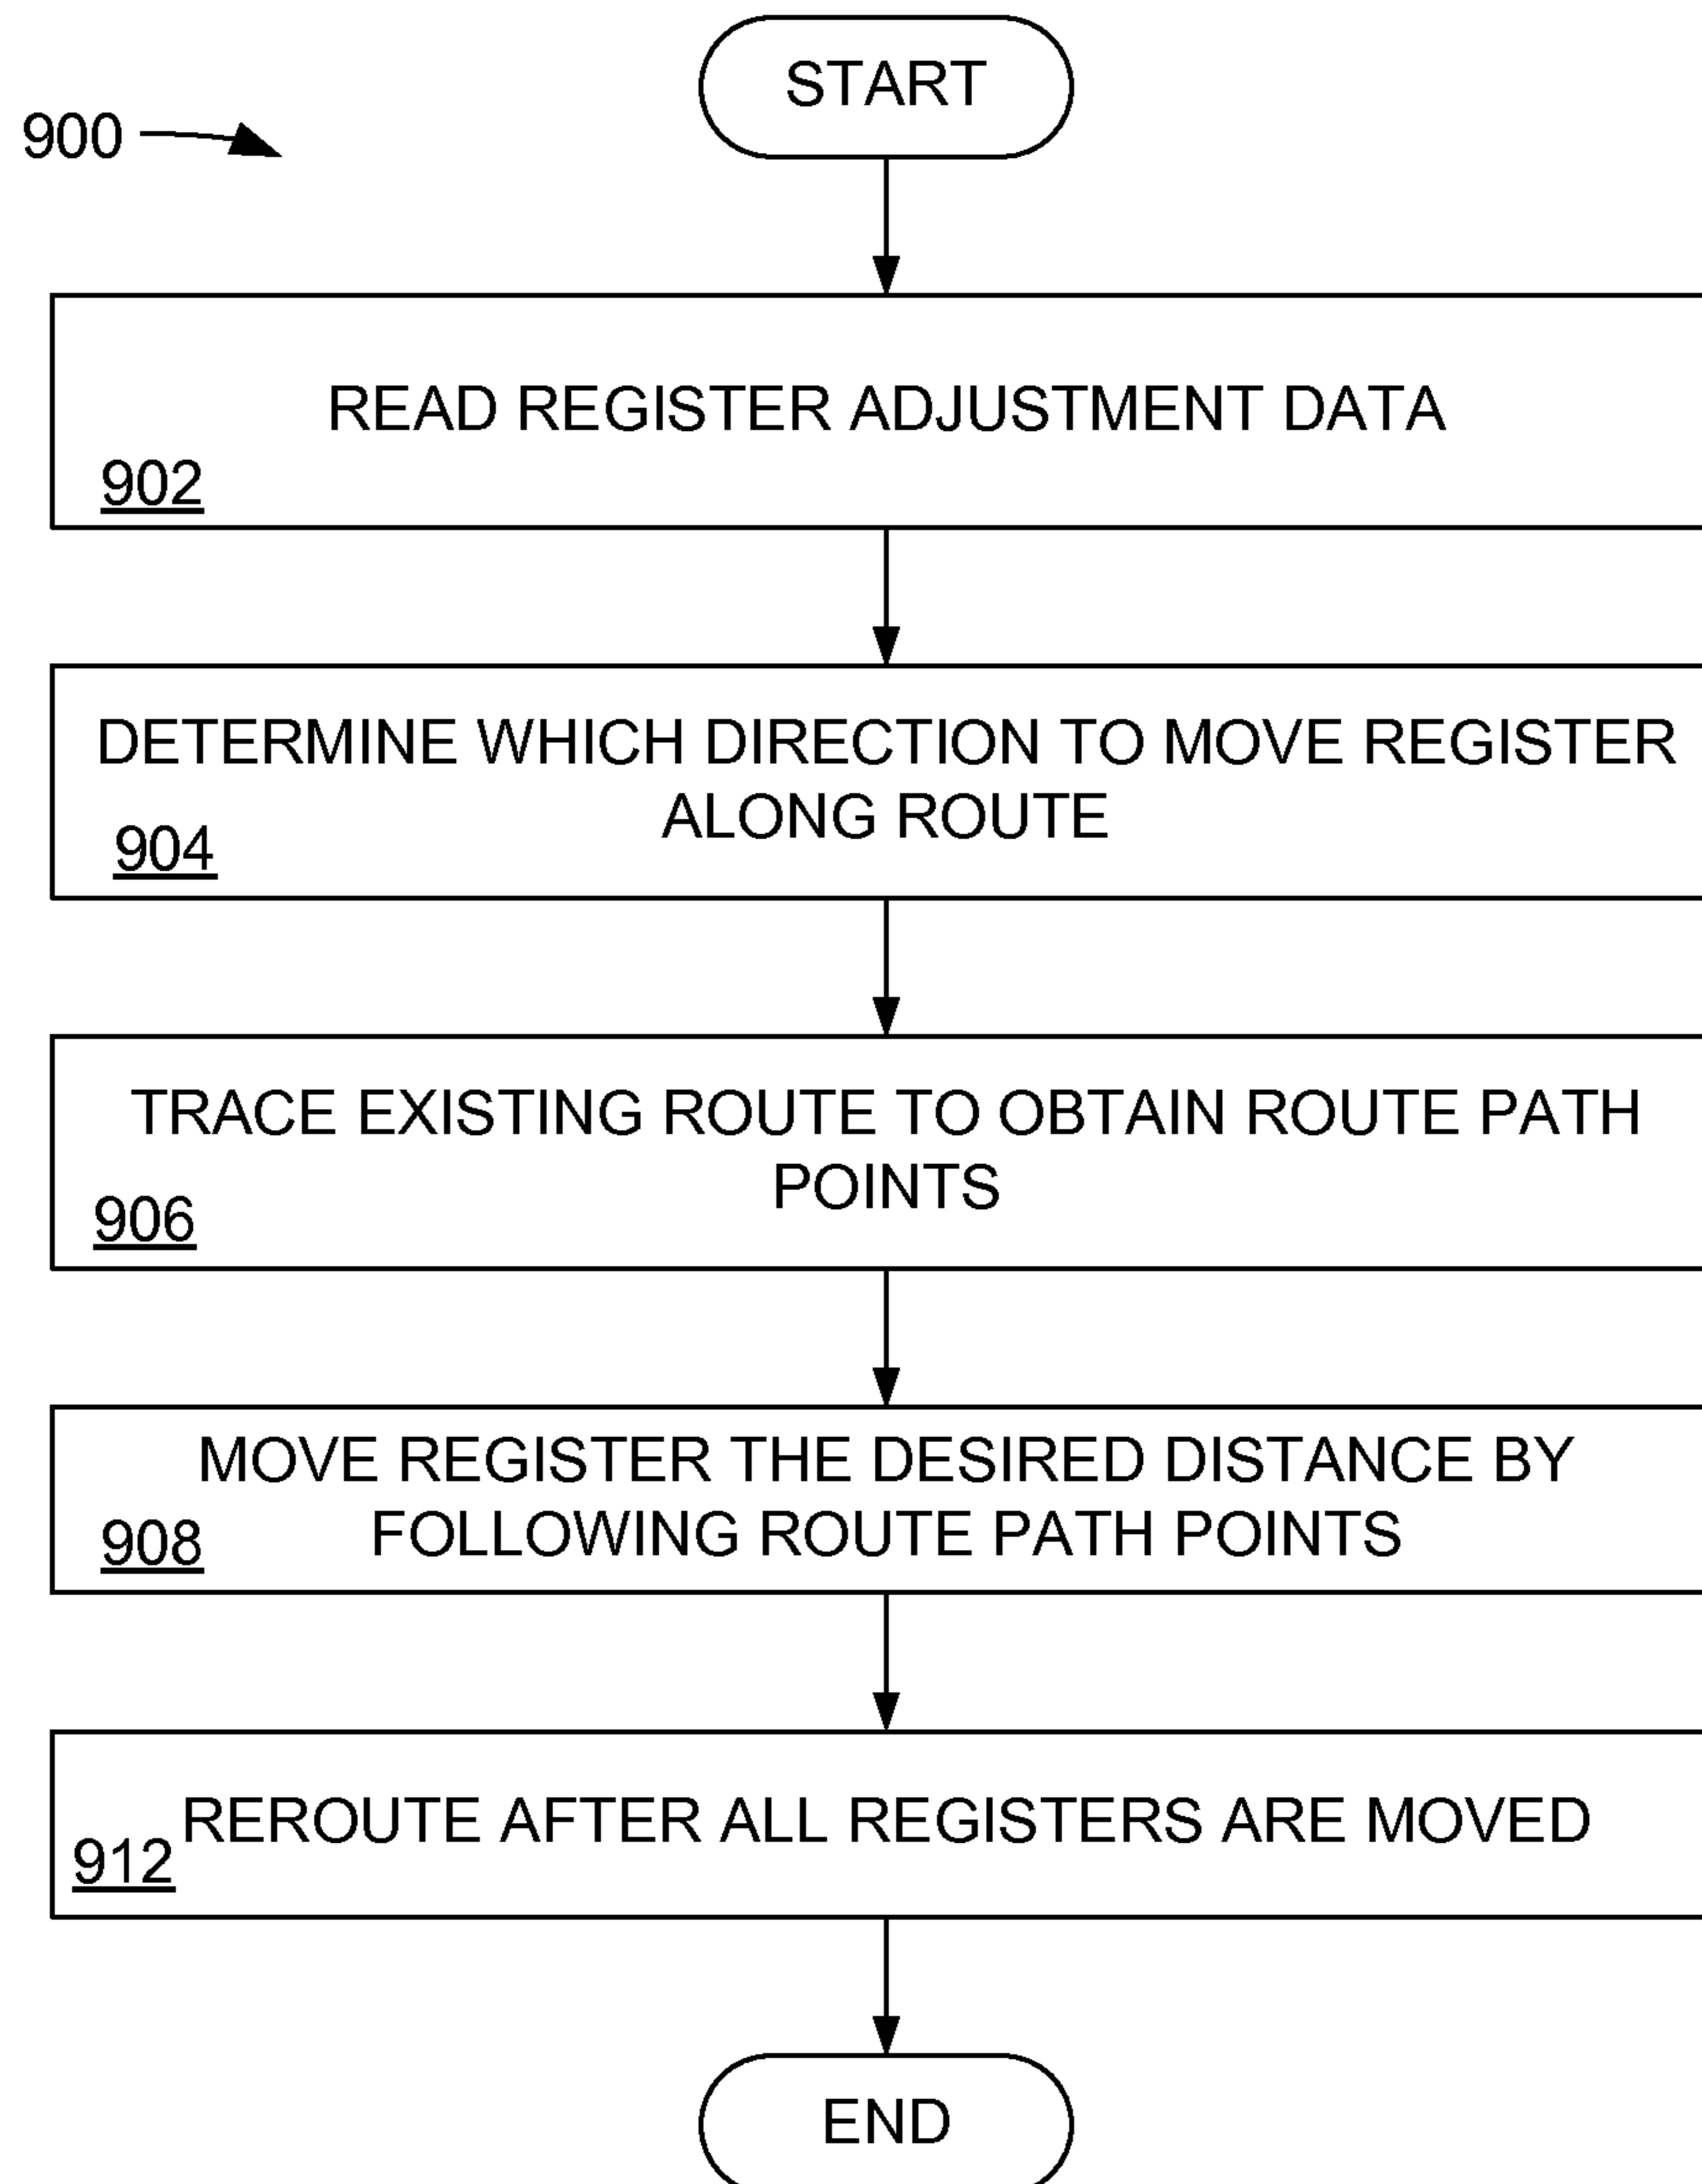 START
900
READ REGISTER ADJUSTMENT DATA
902
DETERMINE WHICH DIRECTION TO MOVE REGISTER
ALONG ROUTE
904
TRACE EXISTING ROUTE TO OBTAIN ROUTE PATH
POINTS
906
MOVE REGISTER THE DESIRED DISTANCE BY
FOLLOWING ROUTE PATH POINTS
908
REROUTE AFTER ALL REGISTERS ARE MOVED
912
END